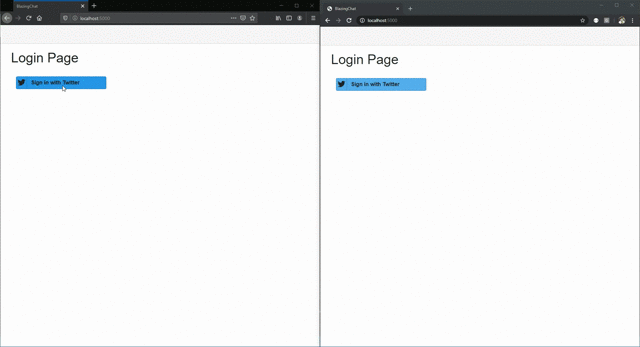 BlazingChat
localhost:5000
Login Page
Sign in with Twitter
BlazingChat
localhost:5000
Login Page
Sign in with Twitter